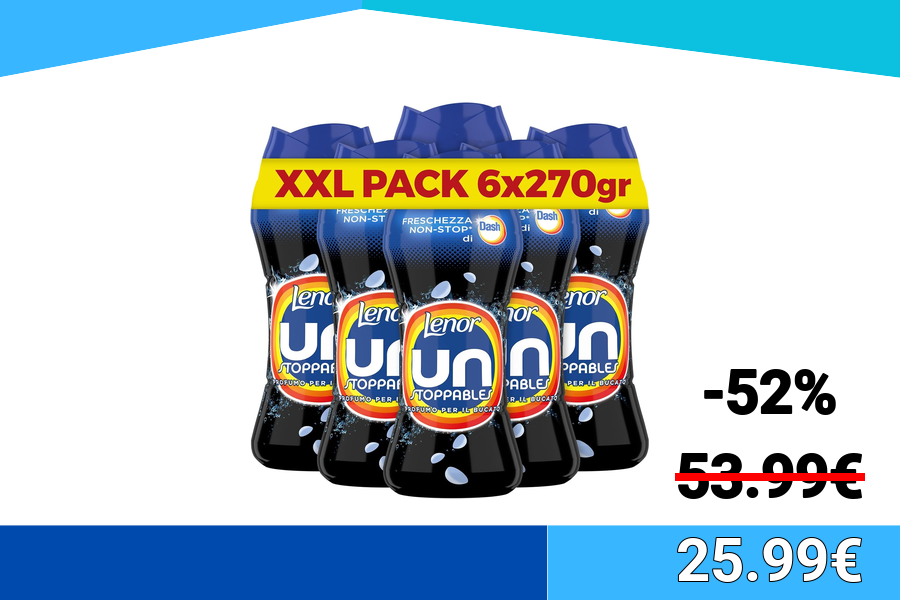 XXL PACK 6x270gr
FRESCHEZZA
NON-STOP*
di Dash
Lenor
UN
STOPPABLES
PROFUMO PER IL BUCATO
-52%
53.99€
25.99€